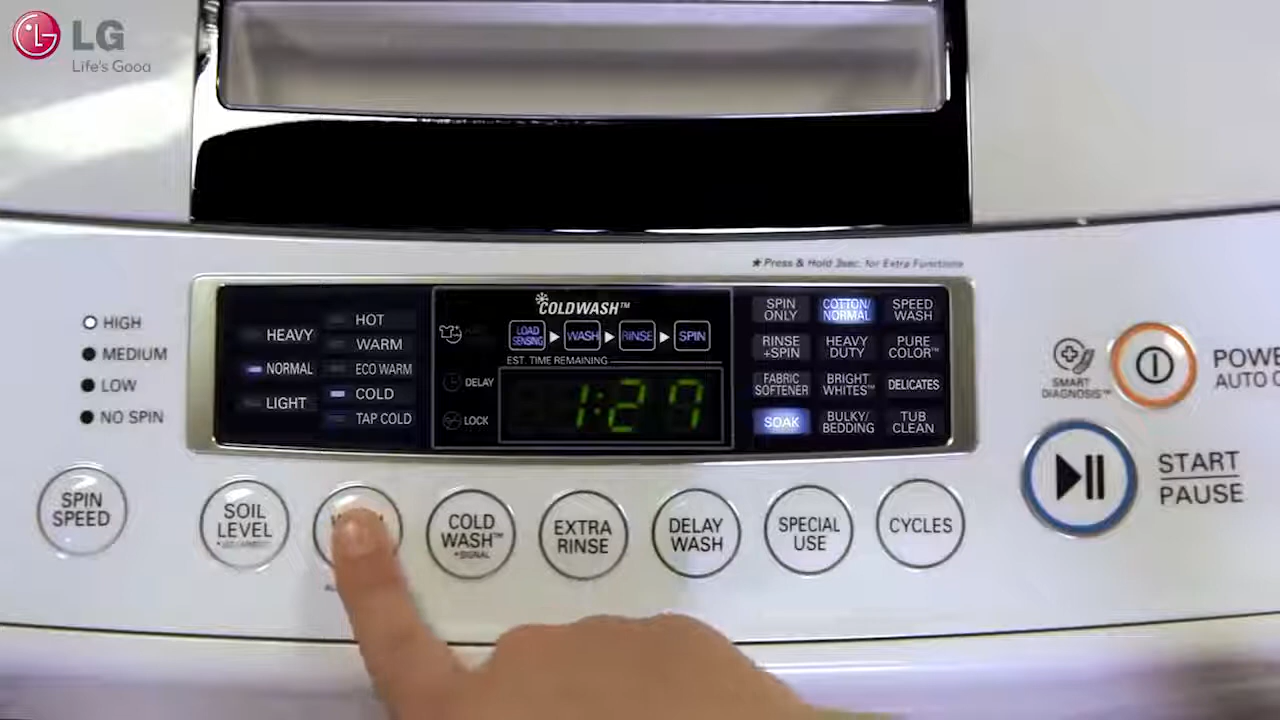 LG
Life's Good
★ Press & Hold 3sec. for Extra Functions
HIGH
MEDIUM
LOW
NO SPIN
HEAVY
NORMAL
LIGHT
HOT
WARM
ECO WARM
COLD
TAP COLD
DELAY
LOCK
COLDWASH™
LOAD
SENSING
WASH
RINSE
SPIN
EST. TIME REMAINING
1:27
SPIN
ONLY
COTTON/
NORMAL
SPEED
WASH
RINSE
+SPIN
HEAVY
DUTY
PURE
COLOR™
FABRIC
SOFTENER
BRIGHT
WHITES™
DELICATES
SOAK
BULKY/
BEDDING
TUB
CLEAN
SMART
DIAGNOSIS™
START
PAUSE
SPIN
SPEED
SOIL
LEVEL
COLD
WASH™
*SIGNAL
EXTRA
RINSE
DELAY
WASH
SPECIAL
USE
CYCLES